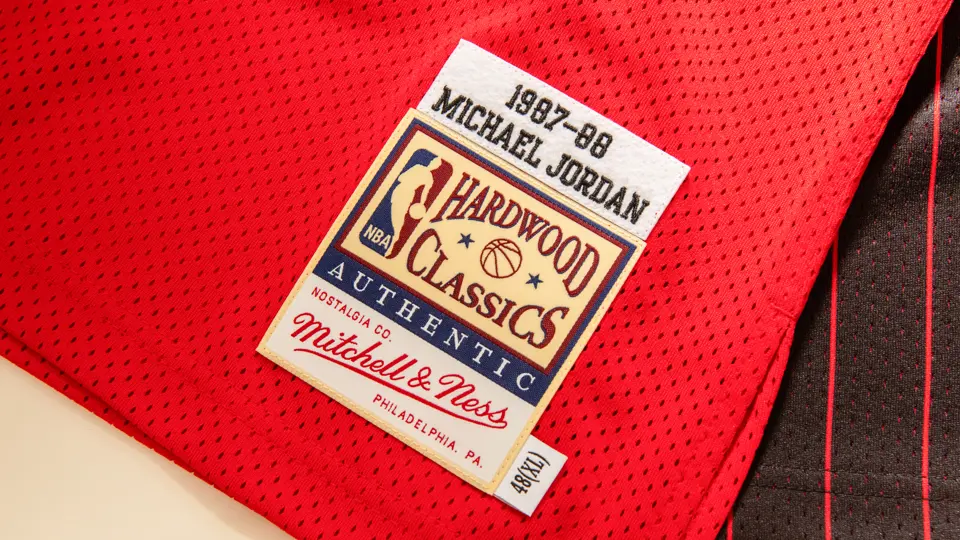 1987-88
MICHAEL JORDAN
HARDWOOD
CLASSICS
NBA
AUTHENTIC
NOSTALGIA CO.
Mitchell & Ness
PHILADELPHIA, PA.
48(XL)